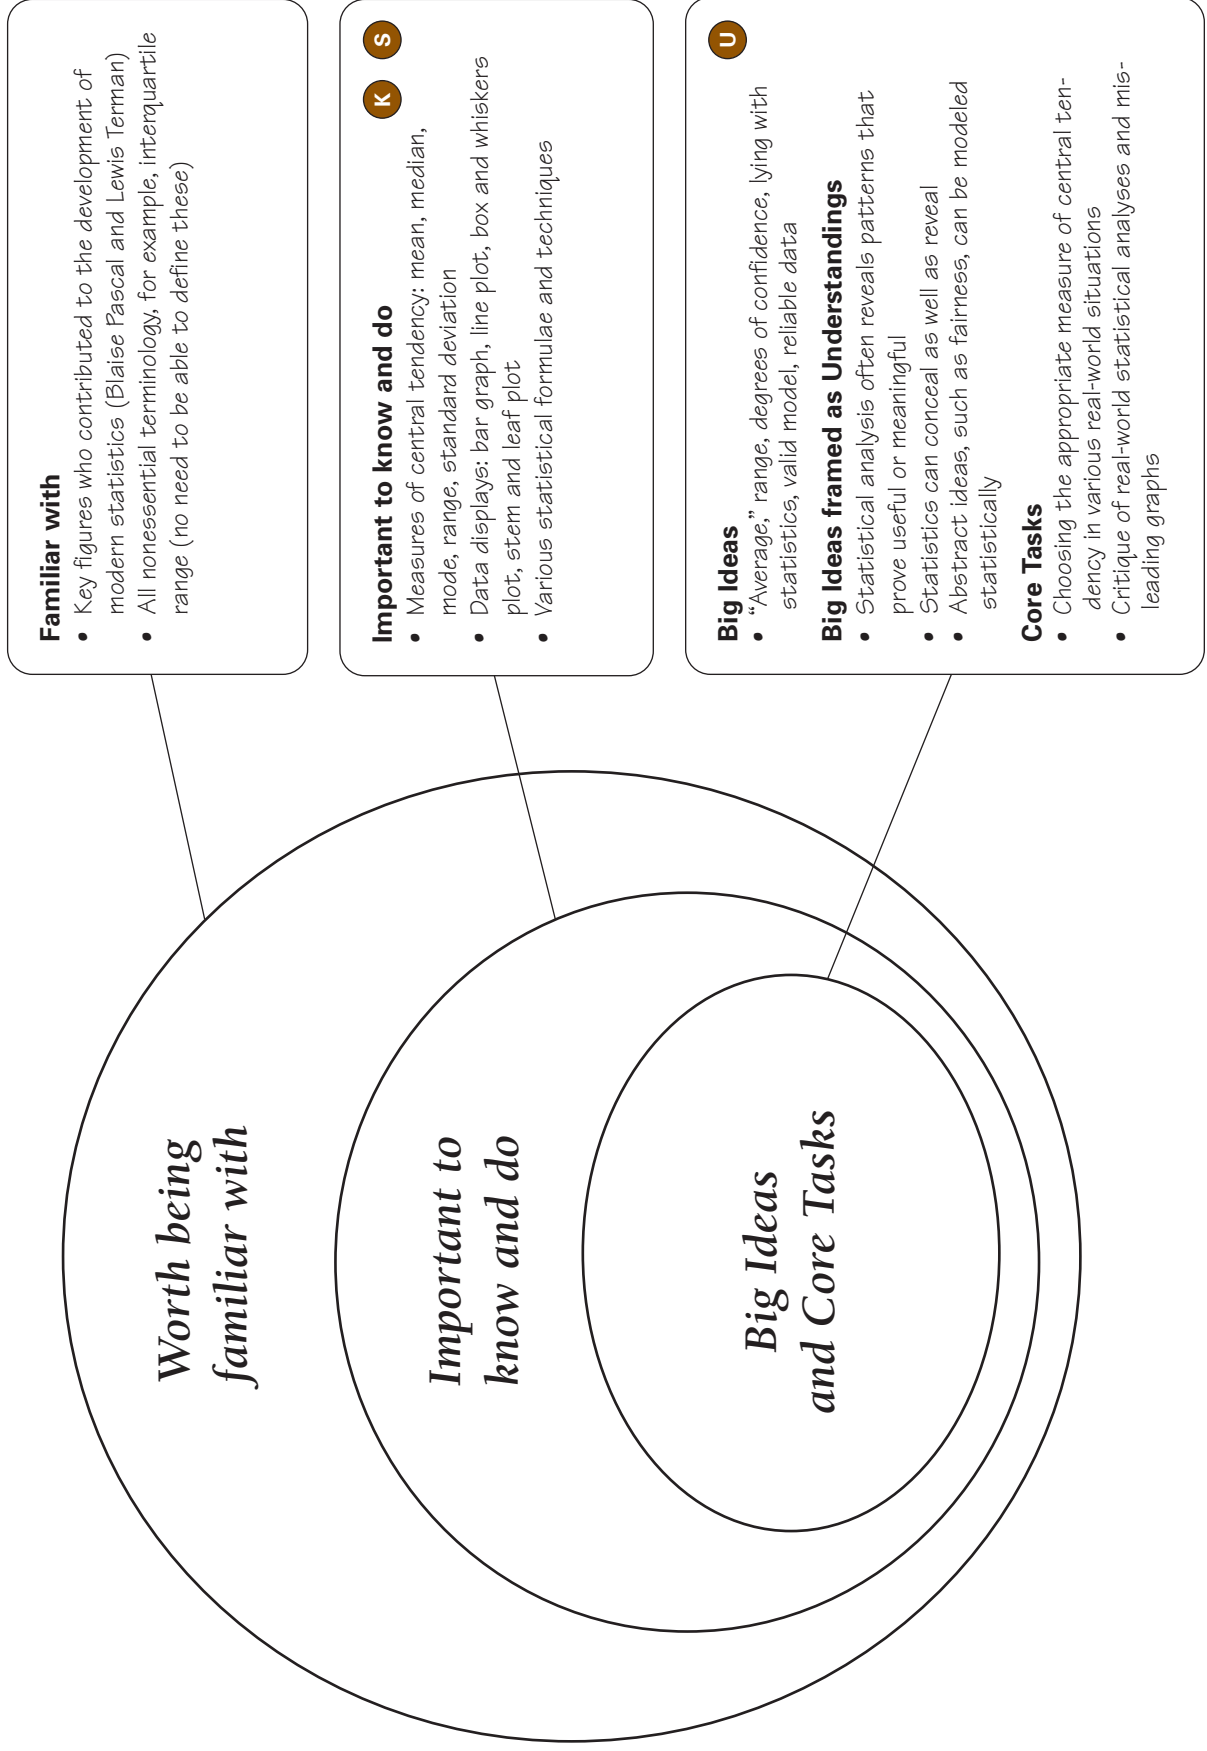 Worth being
familiar with
Important to
know and do
Big Ideas
and Core Tasks
Familiar with
• Key figures who contributed to the development of
modern statistics (Blaise Pascal and Lewis Terman)
• All nonessential terminology, for example, interquartile
range (no need to be able to define these)
K S
Important to know and do
• Measures of central tendency: mean, median,
mode, range, standard deviation
• Data displays: bar graph, line plot, box and whiskers
plot, stem and leaf plot
• Various statistical formulae and techniques
U
Big Ideas
• “Average,” range, degrees of confidence, lying with
statistics, valid model, reliable data
Big Ideas framed as Understandings
• Statistical analysis often reveals patterns that
prove useful or meaningful
• Statistics can conceal as well as reveal
• Abstract ideas, such as fairness, can be modeled
statistically
Core Tasks
• Choosing the appropriate measure of central ten-
dency in various real-world situations
• Critique of real-world statistical analyses and mis-
leading graphs